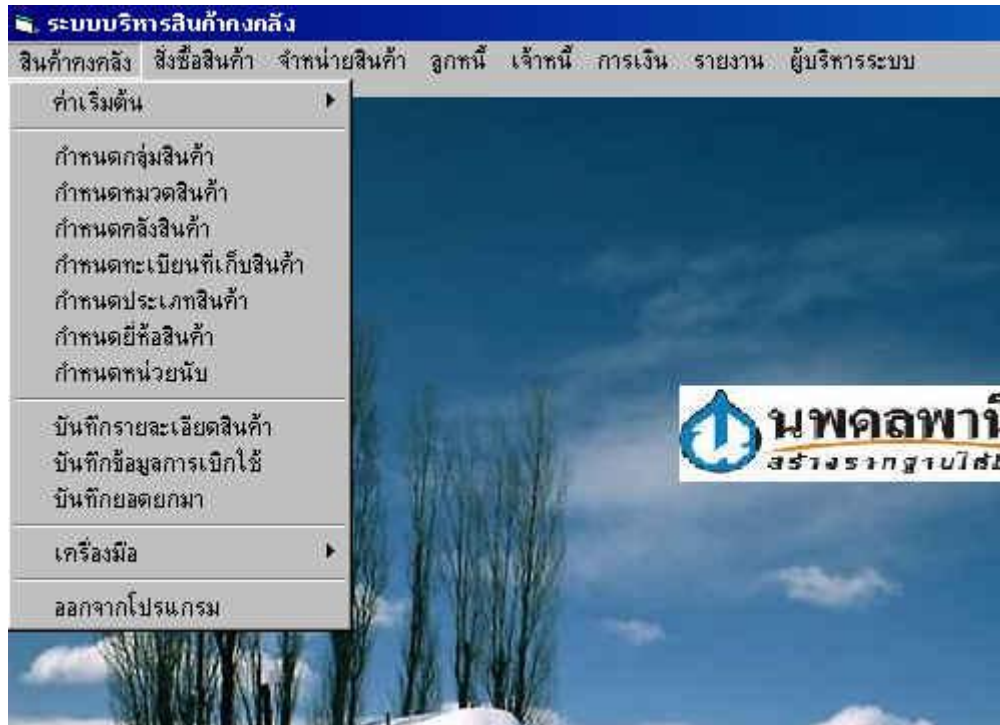 ระบบบริหารสินค้าคงคลัง
สินค้าคงคลัง สั่งซื้อสินค้า จำหน่ายสินค้า ลูกหนี้ เจ้าหนี้ การเงิน รายงาน ผู้บริหารระบบ
ค่าเริ่มต้น
กำหนดกลุ่มสินค้า
กำหนดหมวดสินค้า
กำหนดคลังสินค้า
กำหนดทะเบียนที่เก็บสินค้า
กำหนดประเภทสินค้า
กำหนดยี่ห้อสินค้า
กำหนดหน่วยนับ
บันทึกรายละเอียดสินค้า
บันทึกข้อมูลการเบิกใช้
บันทึกยอดยกมา
เครื่องมือ
ออกจากโปรแกรม
นพดลพานิ
สร้างรากฐานให้